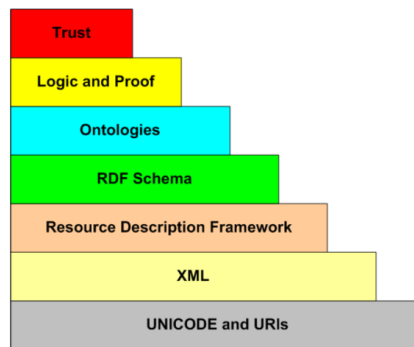 Trust
Logic and Proof
Ontologies
RDF Schema
Resource Description Framework
XML
UNICODE and URIs